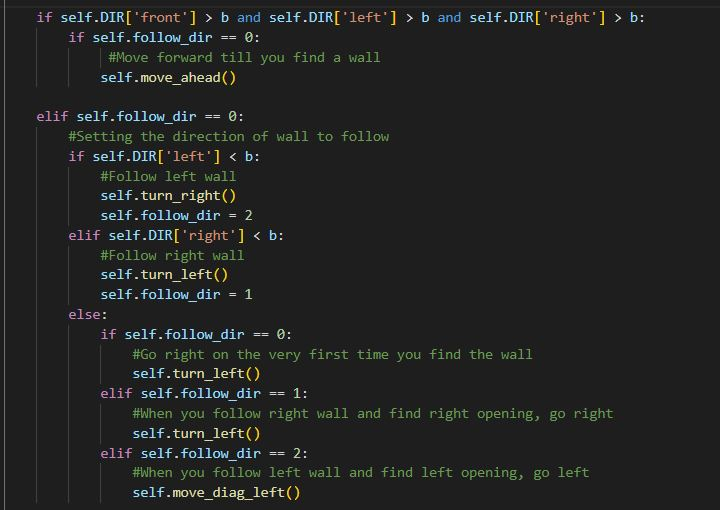 if self.DIR['front'] > b and self.DIR['left'] > b and self.DIR['right'] > b:
    if self.follow_dir == 0:
         #Move forward till you find a wall
        self.move_ahead()

elif self.follow_dir == 0:
    #Setting the direction of wall to follow
    if self.DIR['left'] < b:
        #Follow left wall
        self.turn_right()
        self.follow_dir = 2
    elif self.DIR['right'] < b:
        #Follow right wall
        self.turn_left()
        self.follow_dir = 1
    else:
        if self.follow_dir == 0:
            #Go right on the very first time you find the wall
            self.turn_left()
        elif self.follow_dir == 1:
            #When you follow right wall and find right opening, go right
            self.turn_left()
        elif self.follow_dir == 2:
            #When you follow left wall and find left opening, go left
            self.move_diag_left()